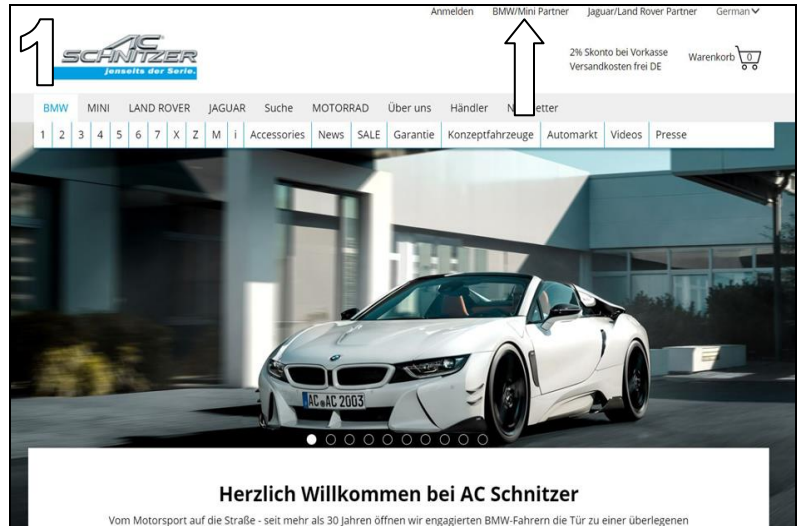 1
Anmelden BMW/Mini Partner Jaguar/Land Rover Partner German
AC
SCHNITZER
jenseits der Serie.
2% Skonto bei Vorkasse
Versandkosten frei DE
Warenkorb 0
BMW MINI LAND ROVER JAGUAR Suche MOTORRAD Über uns Händler
1 2 3 4 5 6 7 X Z M i Accessories News SALE Garantie Konzeptfahrzeuge Automarkt Videos Presse
AC AC 2003
Herzlich Willkommen bei AC Schnitzer
Vom Motorsport auf die Straße - seit mehr als 30 Jahren öffnen wir engagierten BMW-Fahrern die Tür zu einer überlegenen